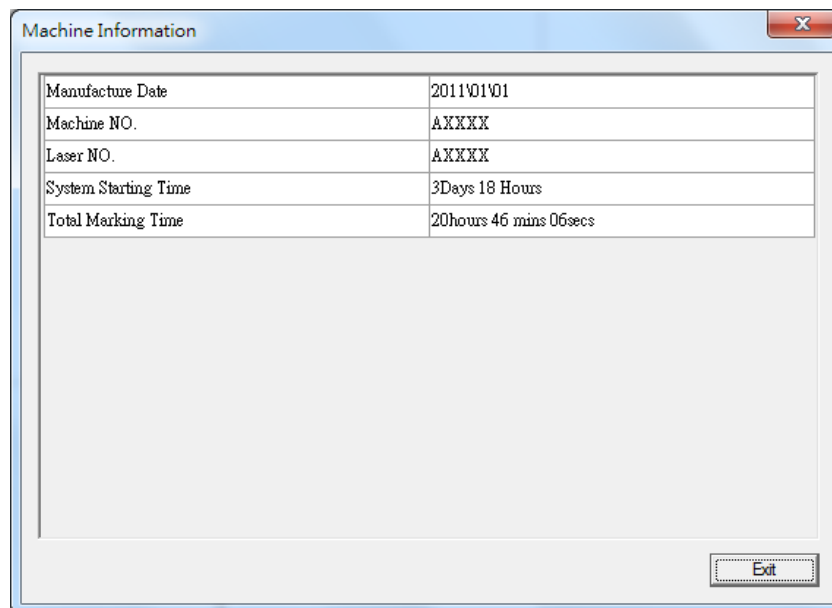 Machine Information
Manufacture Date 2011\01\01
Machine NO. AXXXX
Laser NO. AXXXX
System Starting Time 3Days 18 Hours
Total Marking Time 20hours 46 mins 06secs
Exit